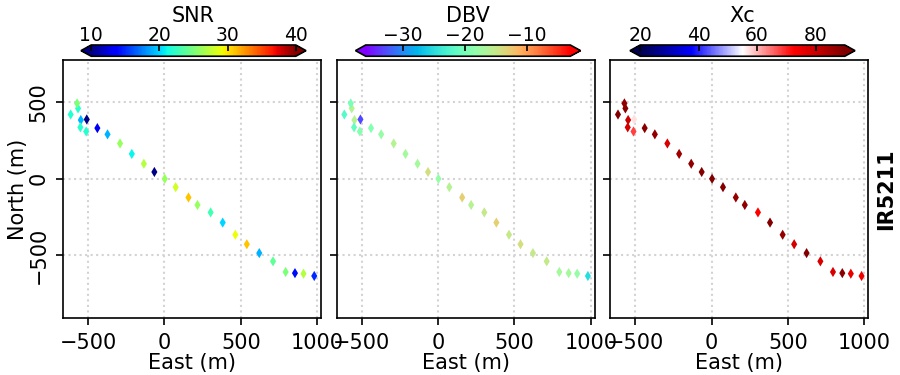 SNR DBV Xc
10 20 30 40 −30 −20 −10 20 40 60 80
500
0
−500
North (m)
−500 0 500 1000 −500 0 500 1000 −500 0 500 1000
East (m) East (m) East (m)
IR5211